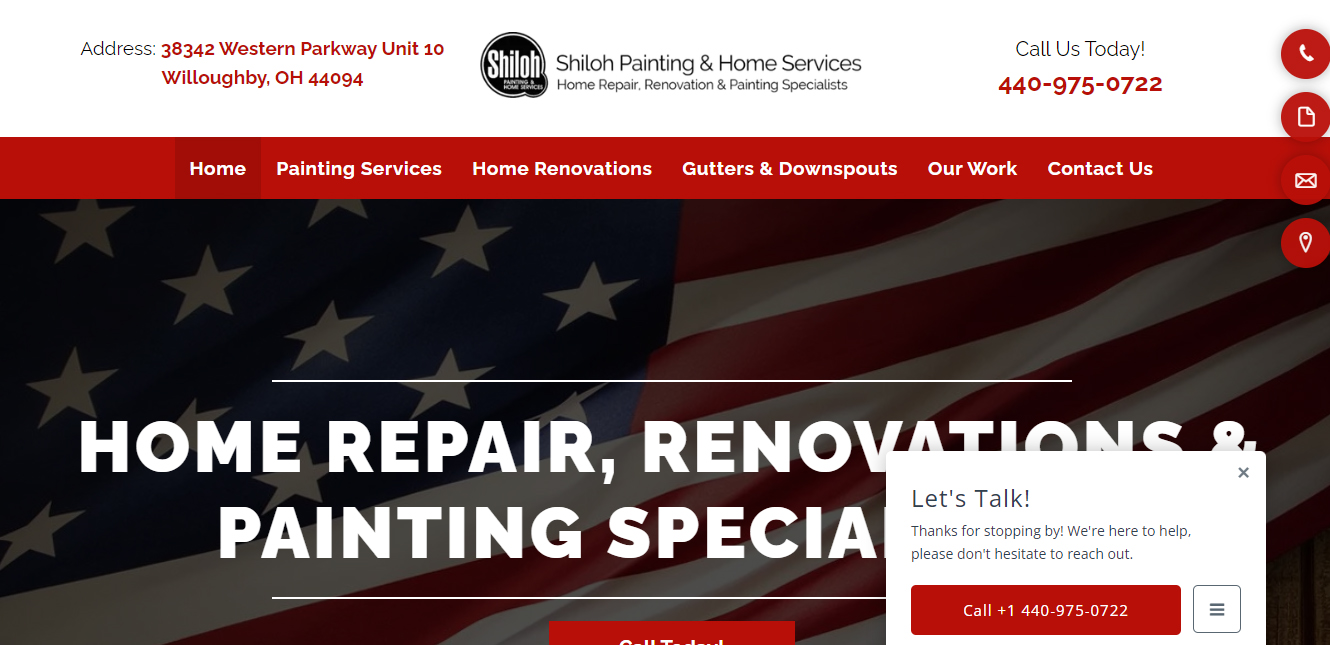 Address: 38342 Western Parkway Unit 10
Willoughby, OH 44094
Shiloh
PAINTING &
HOME SERVICES
Shiloh Painting & Home Services
Home Repair, Renovation & Painting Specialists
Call Us Today!
440-975-0722
Home Painting Services Home Renovations Gutters & Downspouts Our Work Contact Us
HOME REPAIR, RENOVATIONS &
PAINTING SPECIA
Call Today!
Let's Talk!
Thanks for stopping by! We're here to help,
please don't hesitate to reach out.
Call +1 440-975-0722